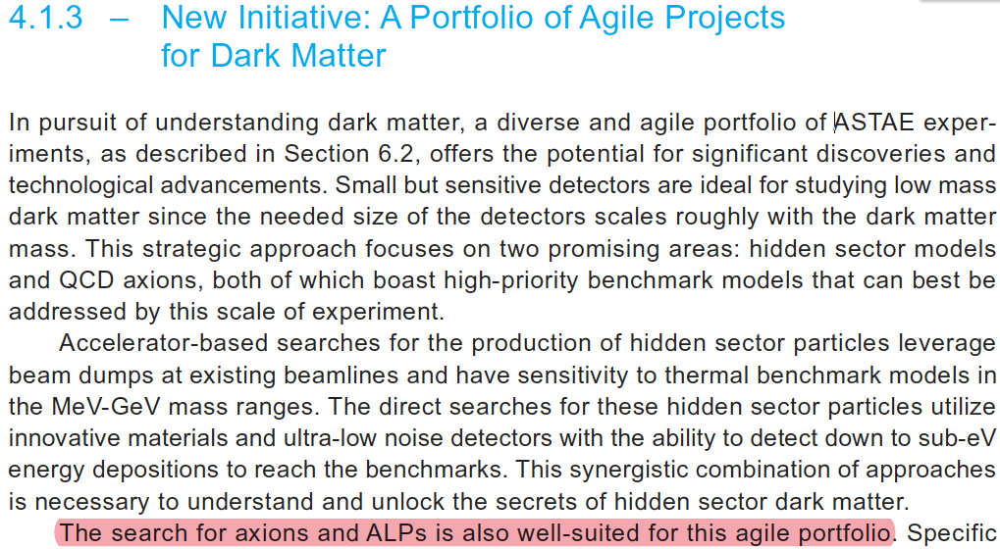 4.1.3 – New Initiative: A Portfolio of Agile Projects
for Dark Matter
In pursuit of understanding dark matter, a diverse and agile portfolio of ASTAE exper-
iments, as described in Section 6.2, offers the potential for significant discoveries and
technological advancements. Small but sensitive detectors are ideal for studying low mass
dark matter since the needed size of the detectors scales roughly with the dark matter
mass. This strategic approach focuses on two promising areas: hidden sector models
and QCD axions, both of which boast high-priority benchmark models that can best be
addressed by this scale of experiment.
Accelerator-based searches for the production of hidden sector particles leverage
beam dumps at existing beamlines and have sensitivity to thermal benchmark models in
the MeV-GeV mass ranges. The direct searches for these hidden sector particles utilize
innovative materials and ultra-low noise detectors with the ability to detect down to sub-eV
energy depositions to reach the benchmarks. This synergistic combination of approaches
is necessary to understand and unlock the secrets of hidden sector dark matter.
The search for axions and ALPs is also well-suited for this agile portfolio. Specific